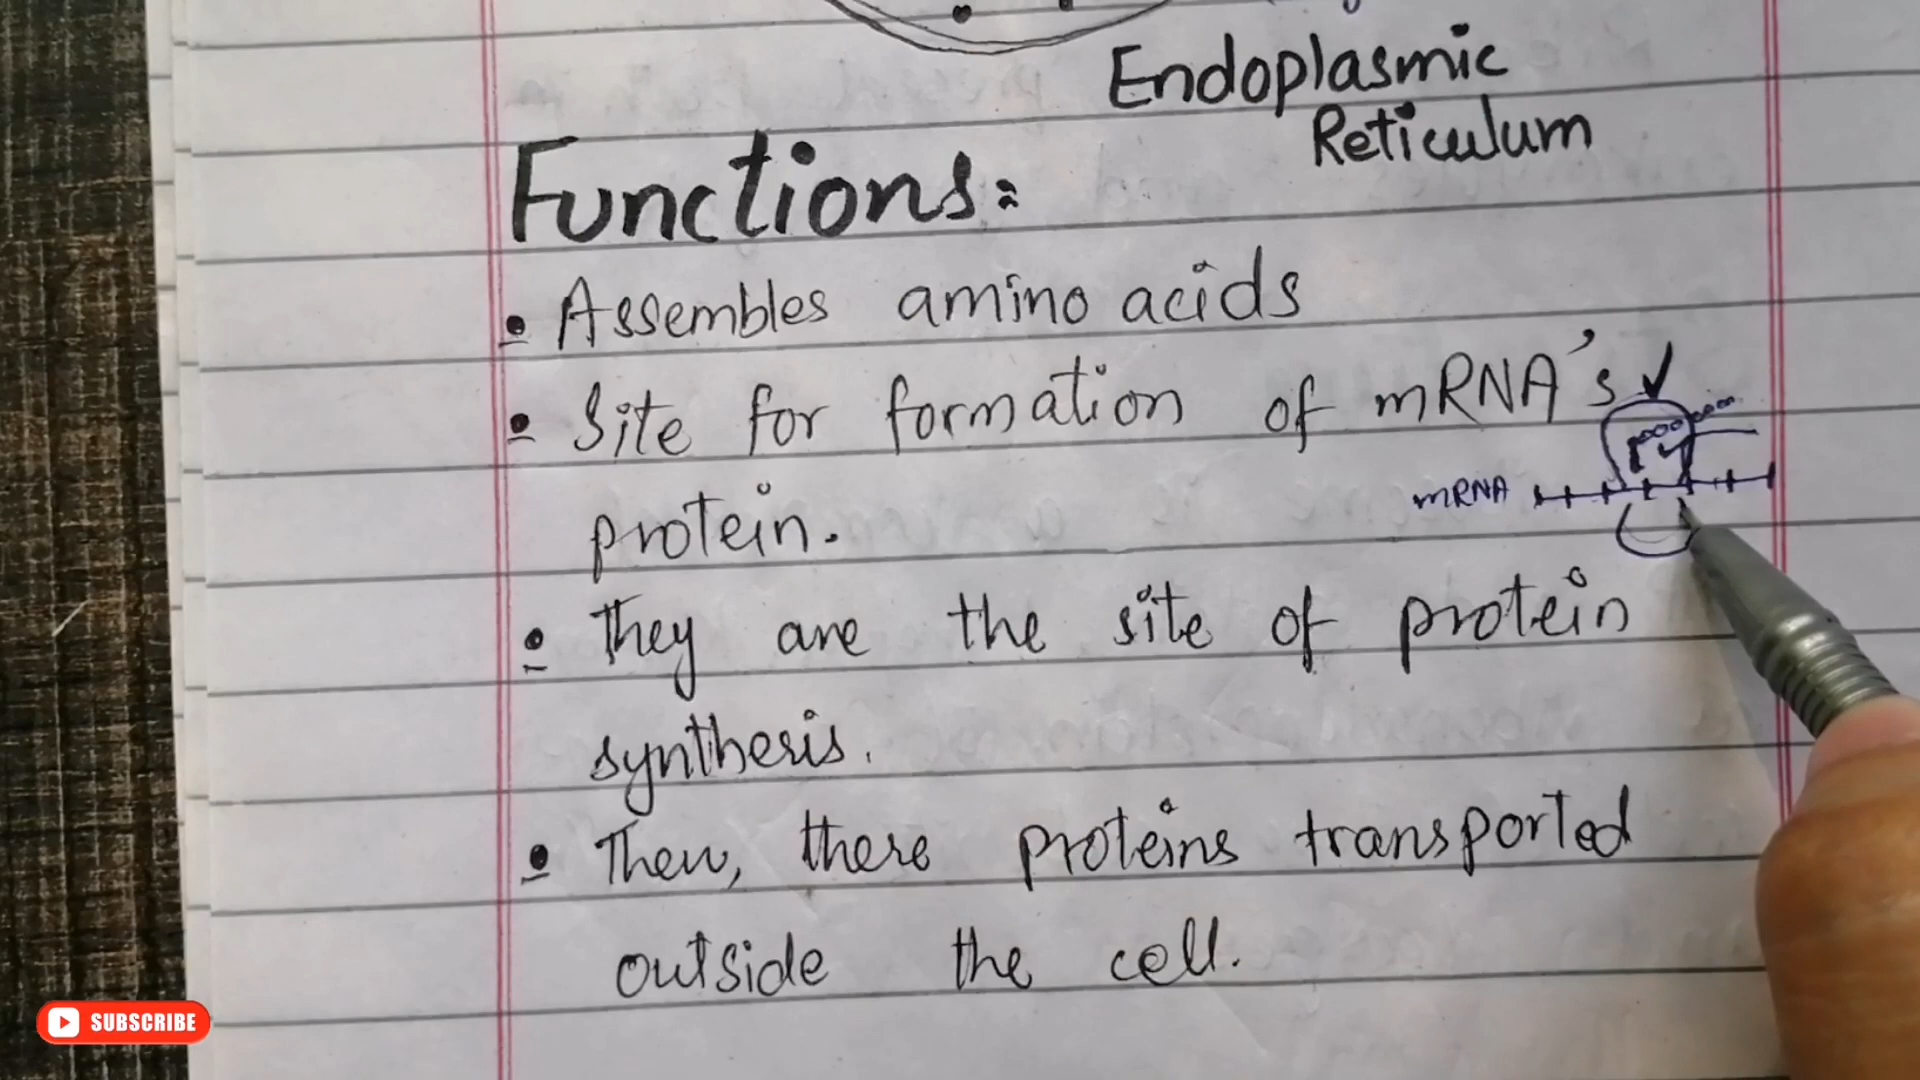 Endoplasmic
Reticulum
Functions:
• Assembles amino acids
• Site for formation of mRNA's
mRNA
protein.
• They are the site of protein
synthesis.
• Then, these proteins transported
outside the cell.
SUBSCRIBE